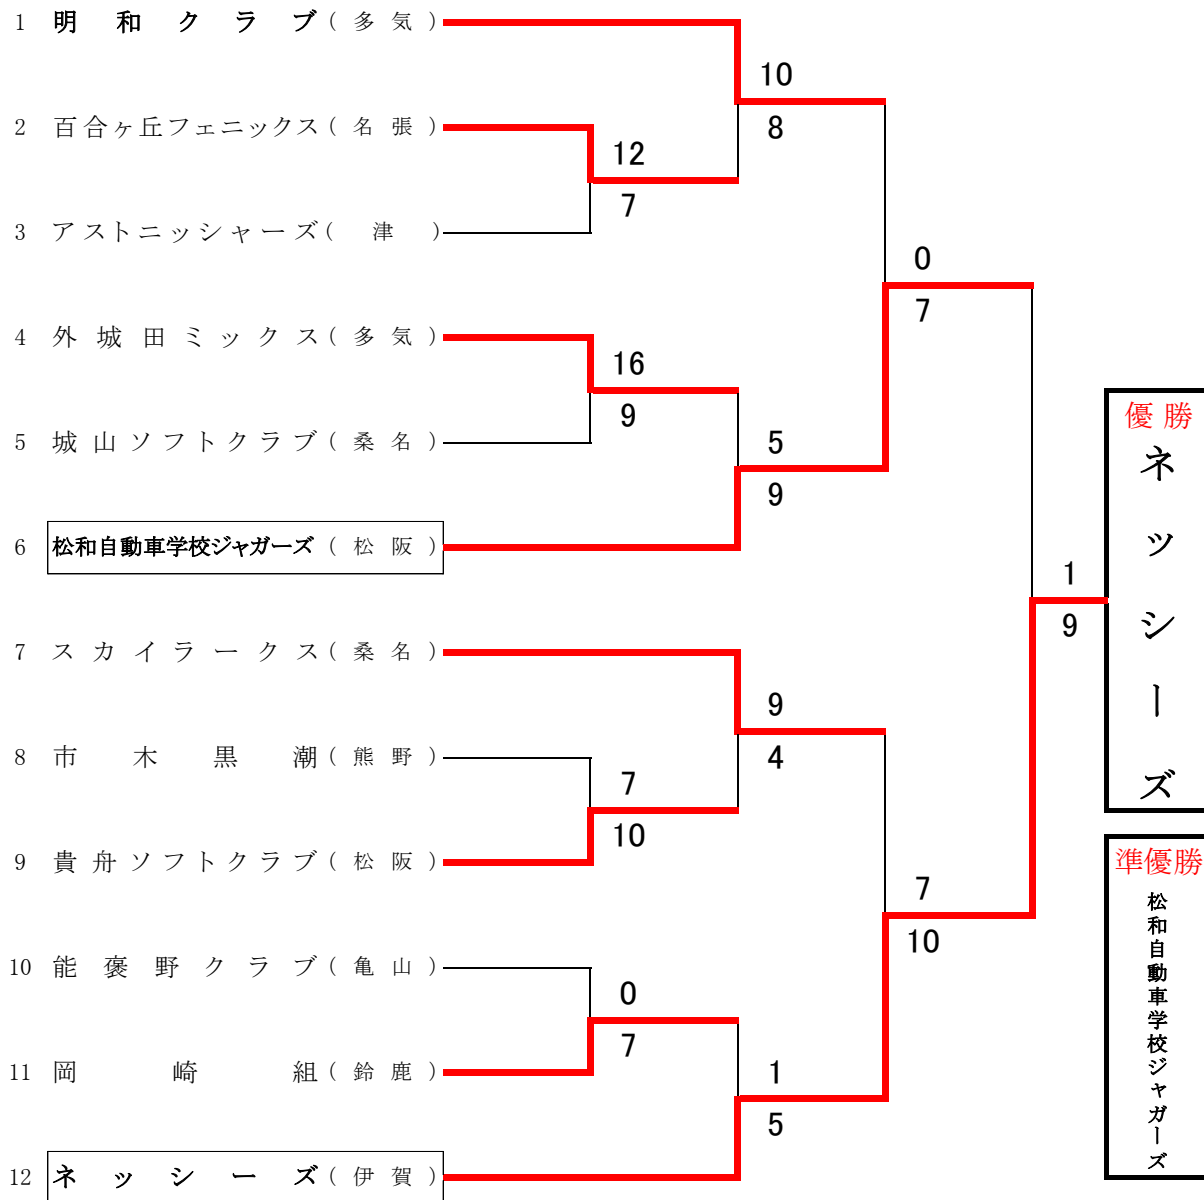 1 明和クラブ(多気)
10
2 百合ヶ丘フェニックス(名張)
8
12
7
3 アストニッシャーズ(津)
0
4 外城田ミックス(多気)
7
16
9
5 城山ソフトクラブ(桑名)
5
9
6 松和自動車学校ジャガーズ(松阪)
1
9
7 スカイラークス(桑名)
9
8 市木黒潮(熊野)
4
7
10
9 貴舟ソフトクラブ(松阪)
7
10
10 能褒野クラブ(亀山)
0
7
11 岡崎組(鈴鹿)
1
5
12 ネッシーズ(伊賀)
優勝
ネッシーズ
準優勝
松和自動車学校ジャガーズ